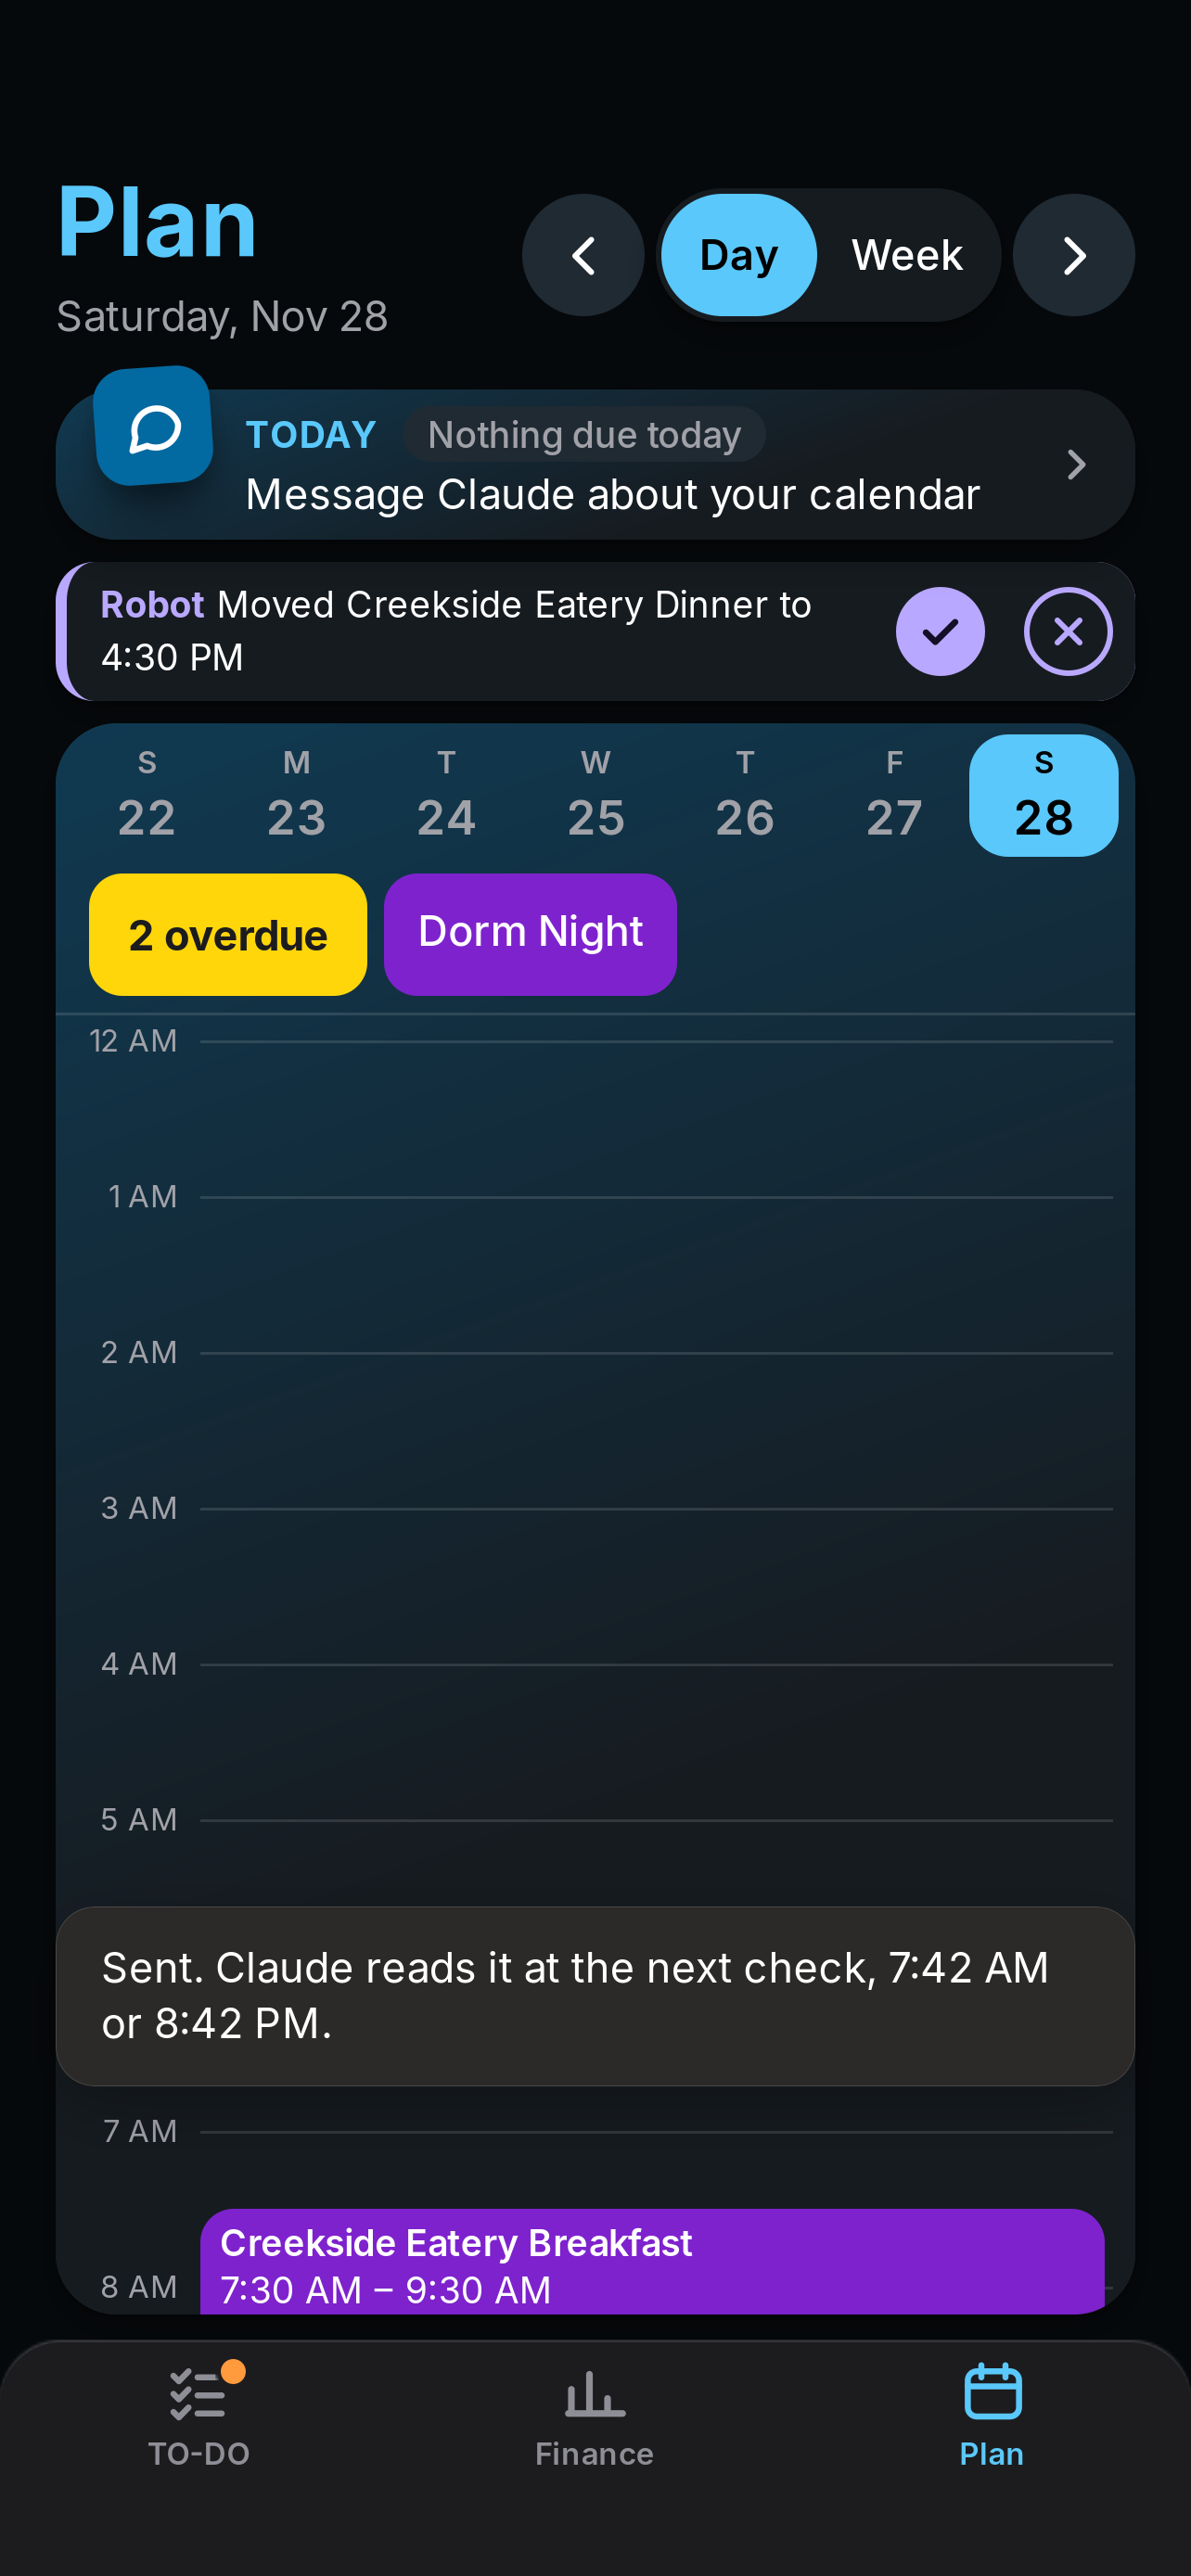 Plan
Saturday, Nov 28
Day
Week
TODAY
Nothing due today
Message Claude about your calendar
Robot Moved Creekside Eatery Dinner to
4:30 PM
S M T W T F S
22 23 24 25 26 27 28
2 overdue
Dorm Night
12 AM
1 AM
2 AM
3 AM
4 AM
5 AM
Sent. Claude reads it at the next check, 7:42 AM
or 8:42 PM.
7 AM
Creekside Eatery Breakfast
8 AM
7:30 AM – 9:30 AM
TO-DO
Finance
Plan